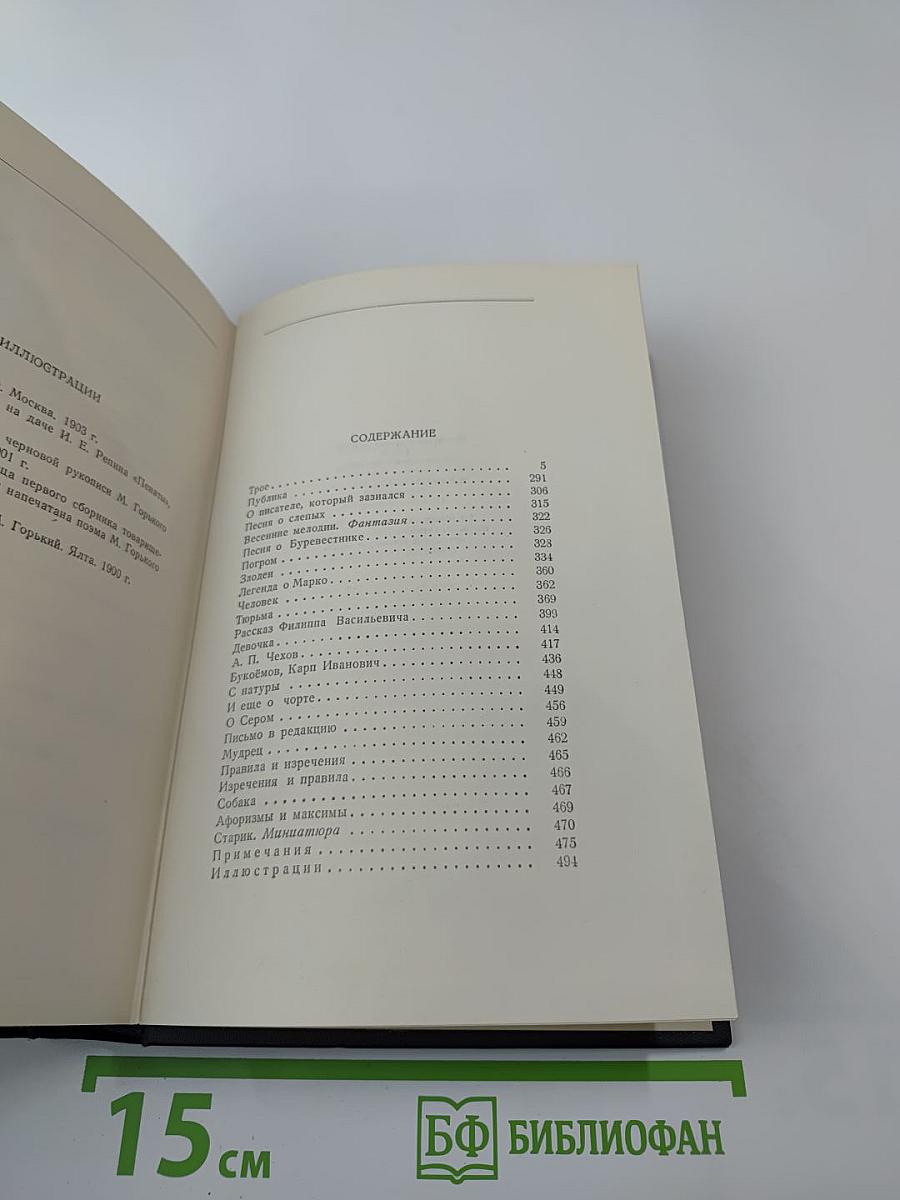 ИЛЛЮСТРАЦИИ
Москва. 1903 г.
на даче И. Е. Репина «Пенаты».
черновой рукописи М. Горького
01 г.
ца первого сборника товарище-
напечатана поэма М. Горького
Горький. Ялта. 1900 г.
СОДЕРЖАНИЕ
Трое . . . 5
Публика . . . 291
О писателе, который зазнался . . . 306
Песня о слепых . . . 315
Весенние мелодии. Фантазия . . . 322
Песня о Буревестнике . . . 326
Погром . . . 328
Злодеи . . . 334
Легенда о Марко . . . 360
Человек . . . 362
Тюрьма . . . 369
Рассказ Филиппа Васильевича . . . 399
Девочка . . . 414
А. П. Чехов . . . 417
Букоёмов, Карп Иванович . . . 436
С натуры . . . 448
И еще о чорте . . . 449
О Сером . . . 456
Письмо в редакцию . . . 459
Мудрец . . . 462
Правила и изречения . . . 465
Изречения и правила . . . 466
Собака . . . 467
Афоризмы и максимы . . . 469
Старик. Миниатюра . . . 470
Примечания . . . 475
Иллюстрации . . . 494
15 см
БФ БИБЛИОФАН